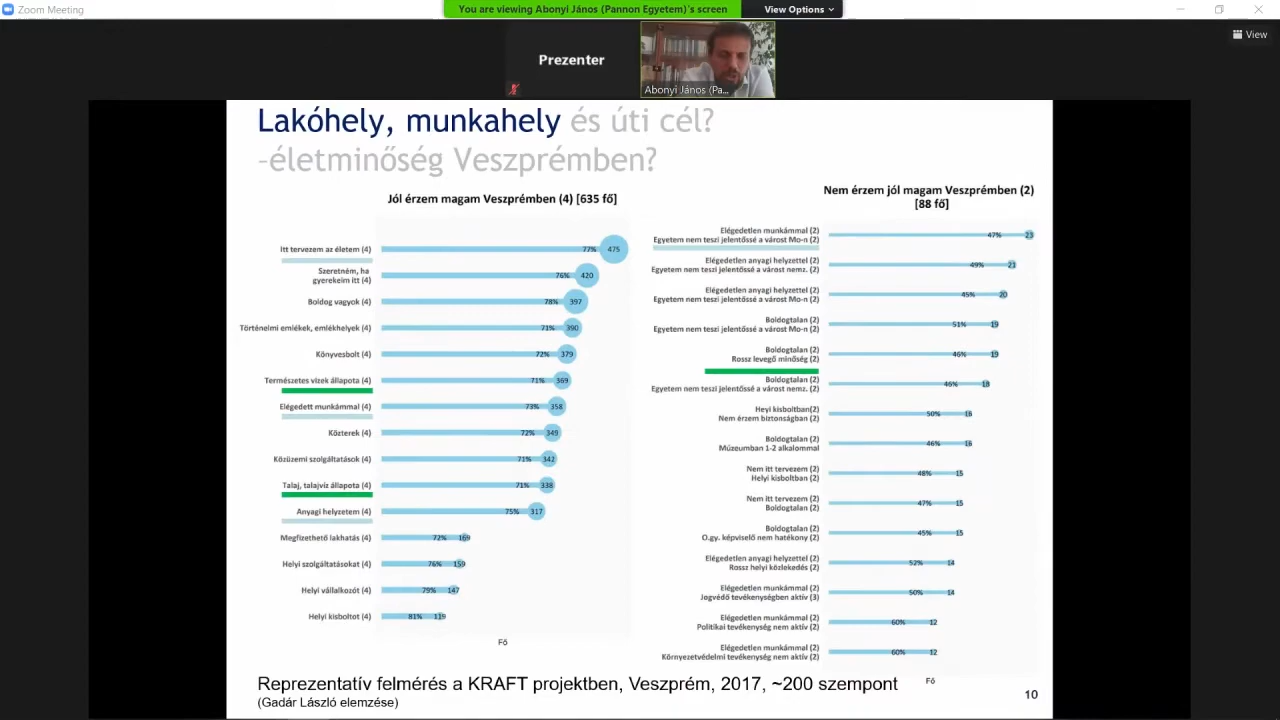 Zoom Meeting
You are viewing Abonyi János (Pannon Egyetem)'s screen
View Options
View
Prezenter
Abonyi János (Pa...
Lakóhely, munkahely és úti cél?
-életminőség Veszprémben?
Jól érzem magam Veszprémben (4) [635 fő]
Itt tervezem az életem (4) 77% 475
Szeretném, ha
gyerekeim itt (4) 76% 420
Boldog vagyok (4) 78% 397
Történelmi emlékek, emlékhelyek (4) 71% 390
Könyvesbolt (4) 72% 379
Természetes vizek állapota (4) 71% 369
Elégedett munkámmal (4) 73% 358
Közterek (4) 72% 349
Közüzemi szolgáltatások (4) 71% 342
Talaj, talajvíz állapota (4) 71% 338
Anyagi helyzetem (4) 75% 317
Megfizethető lakhatás (4) 72% 169
Helyi szolgáltatásokat (4) 76% 159
Helyi vállalkozót (4) 79% 147
Helyi kisboltot (4) 81% 119
Fő
Nem érzem jól magam Veszprémben (2)
[88 fő]
Elégedetlen munkámmal (2)
Egyetem nem teszi jelentőssé a várost Mo-n (2) 47% 23
Elégedetlen anyagi helyzettel (2)
Egyetem nem teszi jelentőssé a várost nemz. (2) 49% 21
Elégedetlen anyagi helyzettel (2)
Egyetem nem teszi jelentőssé a várost Mo-n (2) 45% 20
Boldogtalan (2)
Egyetem nem teszi jelentőssé a várost Mo-n (2) 51% 19
Boldogtalan (2)
Rossz levegő minőség (2) 46% 19
Boldogtalan (2)
Egyetem nem teszi jelentőssé a várost nemz. (2) 46% 18
Heyi kisboltban(2)
Nem érzem biztonságban (2) 50% 16
Boldogtalan (2)
Múzeumban 1-2 alkalommal 46% 16
Nem itt tervezem (2)
Helyi kisboltban (2) 48% 15
Nem itt tervezem (2)
Boldogtalan (2) 47% 15
Boldogtalan (2)
O.gy. képviselő nem hatékony (2) 45% 15
Elégedetlen anyagi helyzettel (2)
Rossz helyi közlekedés (2) 52% 14
Elégedetlen munkámmal (2)
Jogvédő tevékenységben aktív (3) 50% 14
Elégedetlen munkámmal (2)
Politikai tevékenység nem aktív (2) 60% 12
Elégedetlen munkámmal (2)
Környezetvédelmi tevékenység nem aktív (2) 60% 12
Fő
Reprezentatív felmérés a KRAFT projektben, Veszprém, 2017, ~200 szempont
(Gadár László elemzése)
10